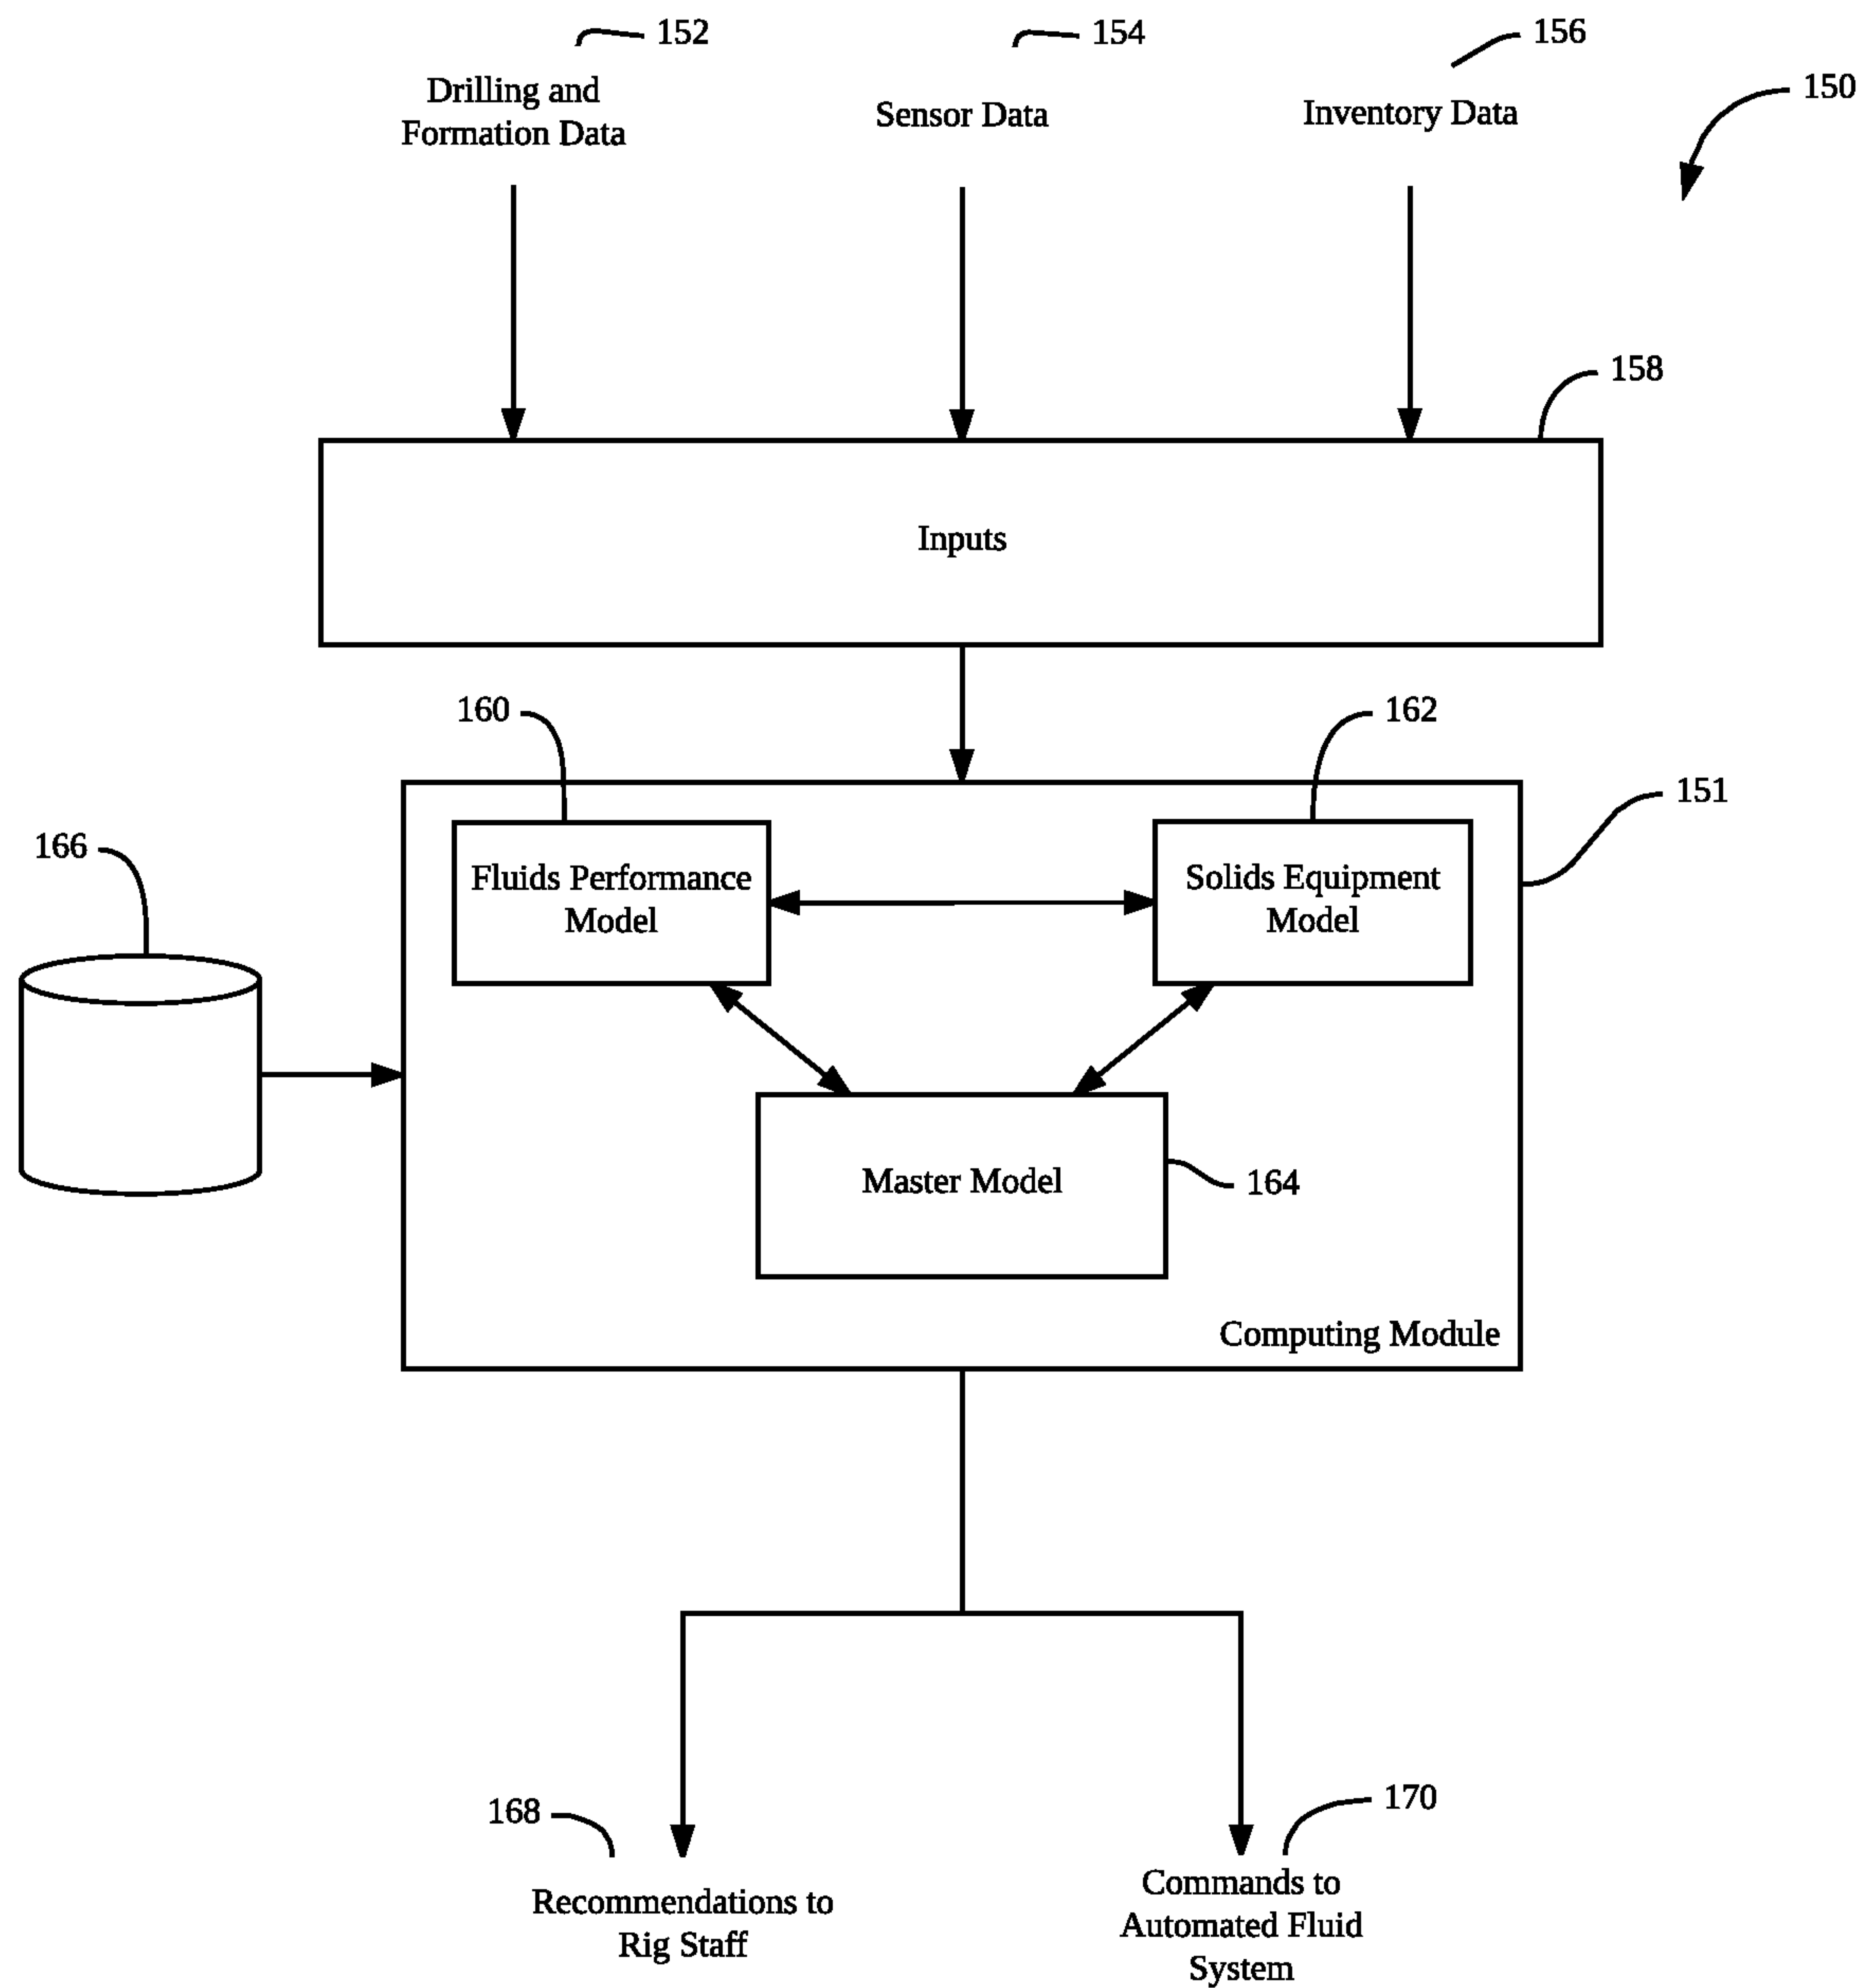 152
154
156
150
Drilling and
Formation Data
Sensor Data
Inventory Data
158
Inputs
160
162
151
166
Fluids Performance
Model
Solids Equipment
Model
Master Model
164
Computing Module
168
170
Recommendations to
Rig Staff
Commands to
Automated Fluid
System